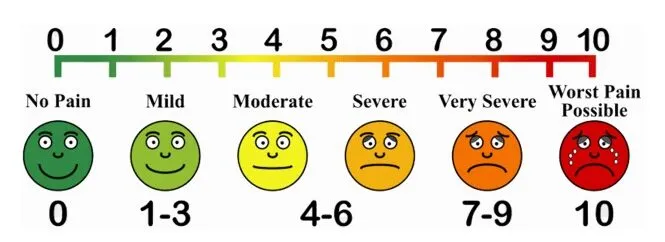 0 1 2 3 4 5 6 7 8 9 10
No Pain Mild Moderate Severe Very Severe Worst Pain
Possible
0 1-3 4-6 7-9 10